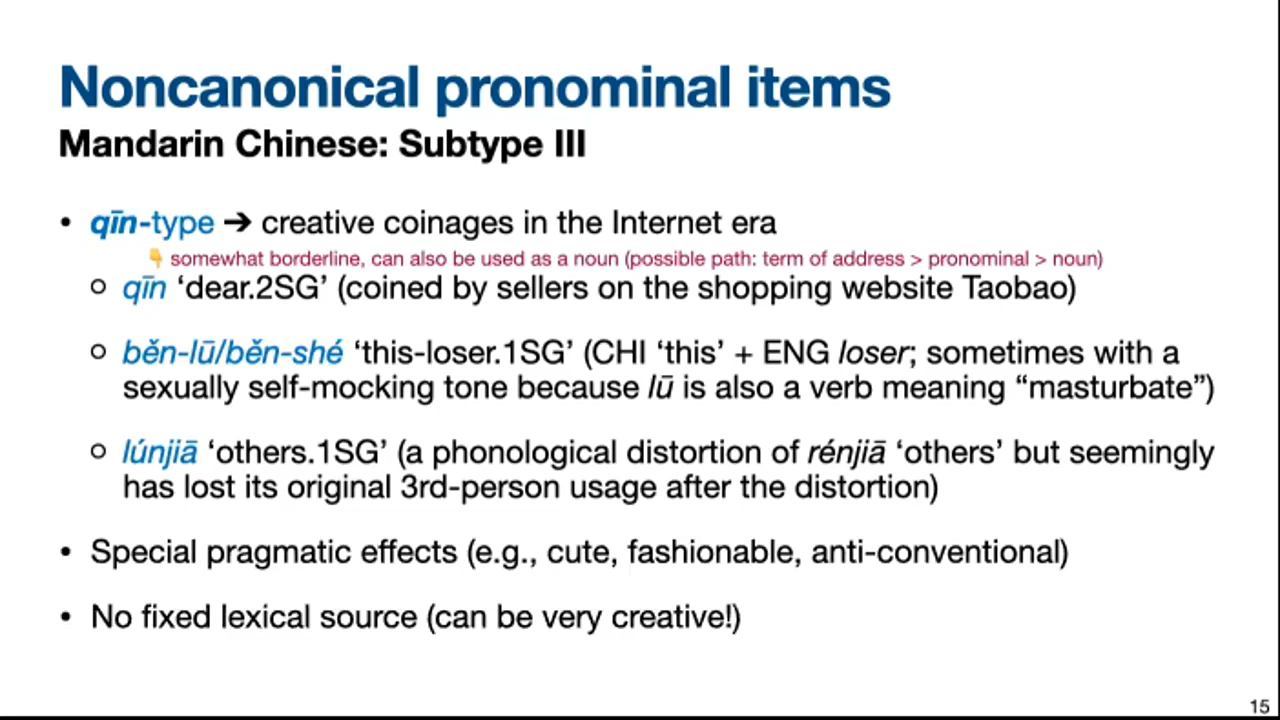 Noncanonical pronominal items
Mandarin Chinese: Subtype III
• qīn-type ➔ creative coinages in the Internet era
👇 somewhat borderline, can also be used as a noun (possible path: term of address > pronominal > noun)
○ qīn ‘dear.2SG’ (coined by sellers on the shopping website Taobao)
○ běn-lū/běn-shé ‘this-loser.1SG’ (CHI ‘this’ + ENG loser; sometimes with a
sexually self-mocking tone because lū is also a verb meaning “masturbate”)
○ lúnjiā ‘others.1SG’ (a phonological distortion of rénjiā ‘others’ but seemingly
has lost its original 3rd-person usage after the distortion)
• Special pragmatic effects (e.g., cute, fashionable, anti-conventional)
• No fixed lexical source (can be very creative!)
15